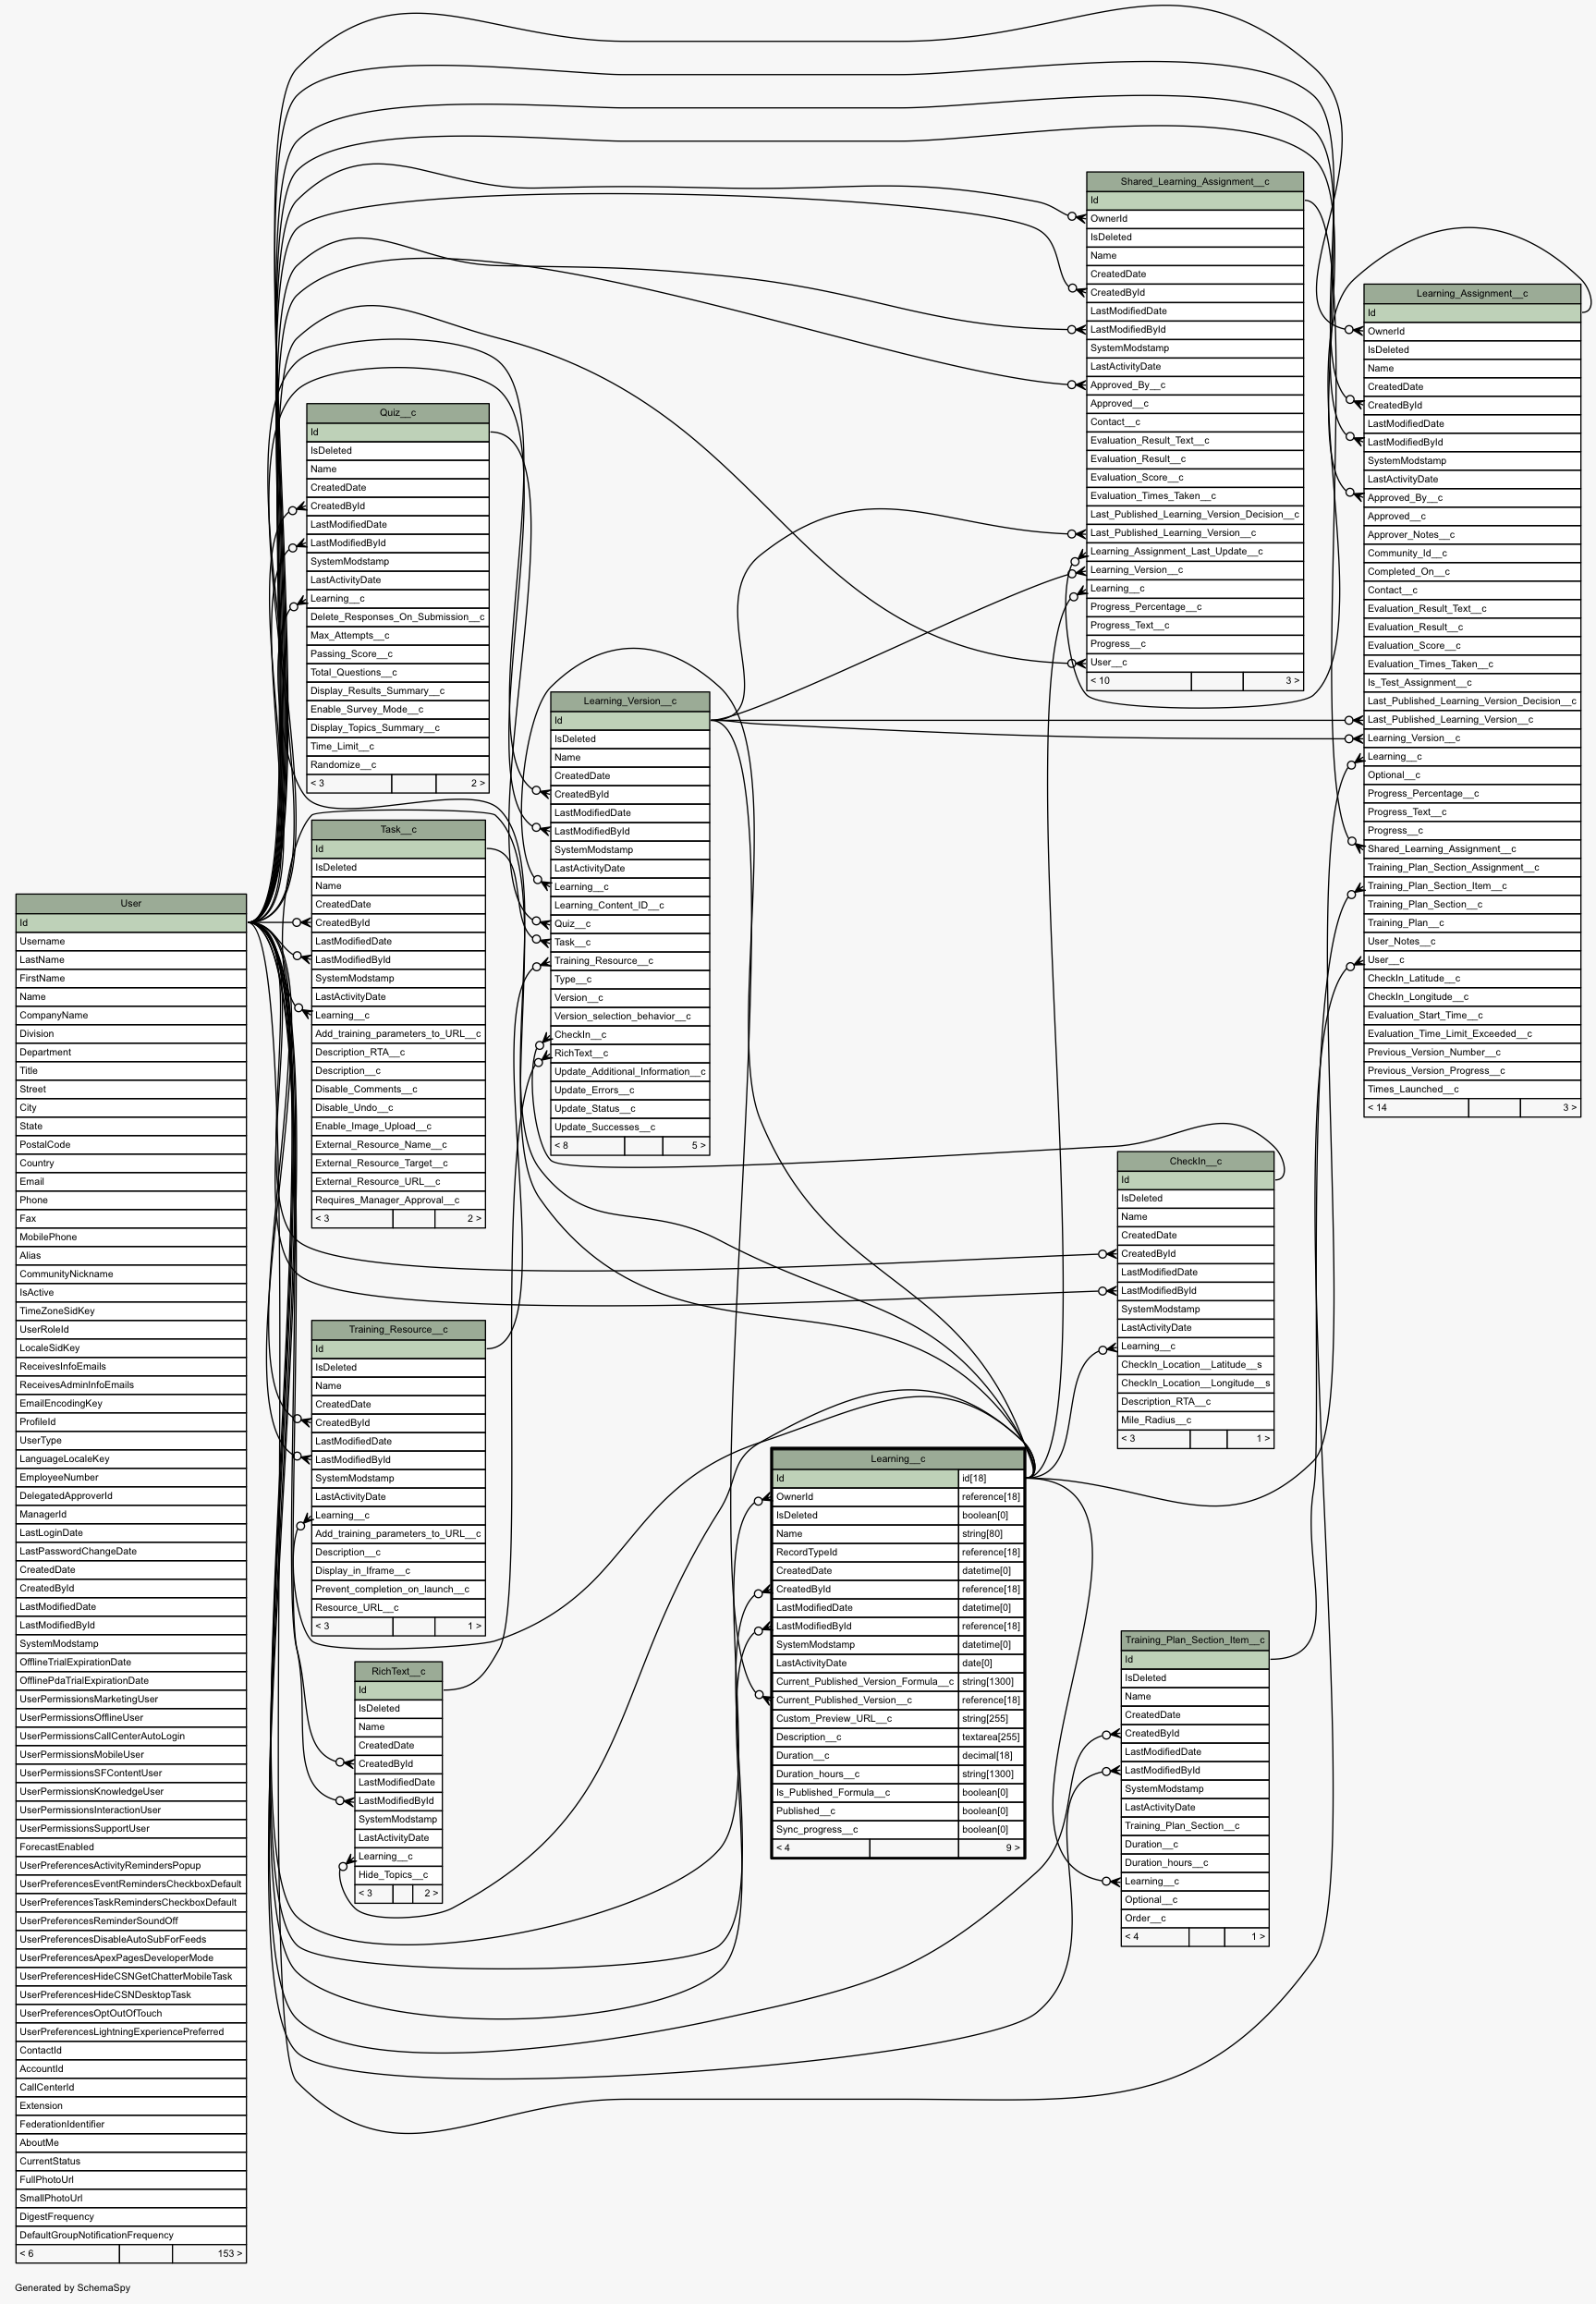 Shared_Learning_Assignment__c
Id
OwnerId
IsDeleted
Name
CreatedDate
CreatedById
LastModifiedDate
LastModifiedById
SystemModstamp
LastActivityDate
Approved_By__c
Approved__c
Contact__c
Evaluation_Result_Text__c
Evaluation_Result__c
Evaluation_Score__c
Evaluation_Times_Taken__c
Last_Published_Learning_Version_Decision__c
Last_Published_Learning_Version__c
Learning_Assignment_Last_Update__c
Learning_Version__c
Learning__c
Progress_Percentage__c
Progress_Text__c
Progress__c
User__c
< 10 3 >
Learning_Assignment__c
Id
OwnerId
IsDeleted
Name
CreatedDate
CreatedById
LastModifiedDate
LastModifiedById
SystemModstamp
LastActivityDate
Approved_By__c
Approved__c
Approver_Notes__c
Community_Id__c
Completed_On__c
Contact__c
Evaluation_Result_Text__c
Evaluation_Result__c
Evaluation_Score__c
Evaluation_Times_Taken__c
Is_Test_Assignment__c
Last_Published_Learning_Version_Decision__c
Last_Published_Learning_Version__c
Learning_Version__c
Learning__c
Optional__c
Progress_Percentage__c
Progress_Text__c
Progress__c
Shared_Learning_Assignment__c
Training_Plan_Section_Assignment__c
Training_Plan_Section_Item__c
Training_Plan_Section__c
Training_Plan__c
User_Notes__c
User__c
CheckIn_Latitude__c
CheckIn_Longitude__c
Evaluation_Start_Time__c
Evaluation_Time_Limit_Exceeded__c
Previous_Version_Number__c
Previous_Version_Progress__c
Times_Launched__c
< 14 3 >
Quiz__c
Id
IsDeleted
Name
CreatedDate
CreatedById
LastModifiedDate
LastModifiedById
SystemModstamp
LastActivityDate
Learning__c
Delete_Responses_On_Submission__c
Max_Attempts__c
Passing_Score__c
Total_Questions__c
Display_Results_Summary__c
Enable_Survey_Mode__c
Display_Topics_Summary__c
Time_Limit__c
Randomize__c
< 3 2 >
Learning_Version__c
Id
IsDeleted
Name
CreatedDate
CreatedById
LastModifiedDate
LastModifiedById
SystemModstamp
LastActivityDate
Learning__c
Learning_Content_ID__c
Quiz__c
Task__c
Training_Resource__c
Type__c
Version__c
Version_selection_behavior__c
CheckIn__c
RichText__c
Update_Additional_Information__c
Update_Errors__c
Update_Status__c
Update_Successes__c
< 8 5 >
Task__c
Id
IsDeleted
Name
CreatedDate
CreatedById
LastModifiedDate
LastModifiedById
SystemModstamp
LastActivityDate
Learning__c
Add_training_parameters_to_URL__c
Description_RTA__c
Description__c
Disable_Comments__c
Disable_Undo__c
Enable_Image_Upload__c
External_Resource_Name__c
External_Resource_Target__c
External_Resource_URL__c
Requires_Manager_Approval__c
< 3 2 >
User
Id
Username
LastName
FirstName
Name
CompanyName
Division
Department
Title
Street
City
State
PostalCode
Country
Email
Phone
Fax
MobilePhone
Alias
CommunityNickname
IsActive
TimeZoneSidKey
UserRoleId
LocaleSidKey
ReceivesInfoEmails
ReceivesAdminInfoEmails
EmailEncodingKey
ProfileId
UserType
LanguageLocaleKey
EmployeeNumber
DelegatedApproverId
ManagerId
LastLoginDate
LastPasswordChangeDate
CreatedDate
CreatedById
LastModifiedDate
LastModifiedById
SystemModstamp
OfflineTrialExpirationDate
OfflinePdaTrialExpirationDate
UserPermissionsMarketingUser
UserPermissionsOfflineUser
UserPermissionsCallCenterAutoLogin
UserPermissionsMobileUser
UserPermissionsSFContentUser
UserPermissionsKnowledgeUser
UserPermissionsInteractionUser
UserPermissionsSupportUser
ForecastEnabled
UserPreferencesActivityRemindersPopup
UserPreferencesEventRemindersCheckboxDefault
UserPreferencesTaskRemindersCheckboxDefault
UserPreferencesReminderSoundOff
UserPreferencesDisableAutoSubForFeeds
UserPreferencesApexPagesDeveloperMode
UserPreferencesHideCSNGetChatterMobileTask
UserPreferencesHideCSNDesktopTask
UserPreferencesOptOutOfTouch
UserPreferencesLightningExperiencePreferred
ContactId
AccountId
CallCenterId
Extension
FederationIdentifier
AboutMe
CurrentStatus
FullPhotoUrl
SmallPhotoUrl
DigestFrequency
DefaultGroupNotificationFrequency
< 6 153 >
CheckIn__c
Id
IsDeleted
Name
CreatedDate
CreatedById
LastModifiedDate
LastModifiedById
SystemModstamp
LastActivityDate
Learning__c
CheckIn_Location__Latitude__s
CheckIn_Location__Longitude__s
Description_RTA__c
Mile_Radius__c
< 3 1 >
Training_Resource__c
Id
IsDeleted
Name
CreatedDate
CreatedById
LastModifiedDate
LastModifiedById
SystemModstamp
LastActivityDate
Learning__c
Add_training_parameters_to_URL__c
Description__c
Display_in_Iframe__c
Prevent_completion_on_launch__c
Resource_URL__c
< 3 1 >
Learning__c
Id id[18]
OwnerId reference[18]
IsDeleted boolean[0]
Name string[80]
RecordTypeId reference[18]
CreatedDate datetime[0]
CreatedById reference[18]
LastModifiedDate datetime[0]
LastModifiedById reference[18]
SystemModstamp datetime[0]
LastActivityDate date[0]
Current_Published_Version_Formula__c string[1300]
Current_Published_Version__c reference[18]
Custom_Preview_URL__c string[255]
Description__c textarea[255]
Duration__c decimal[18]
Duration_hours__c string[1300]
Is_Published_Formula__c boolean[0]
Published__c boolean[0]
Sync_progress__c boolean[0]
< 4 9 >
Training_Plan_Section_Item__c
Id
IsDeleted
Name
CreatedDate
CreatedById
LastModifiedDate
LastModifiedById
SystemModstamp
LastActivityDate
Training_Plan_Section__c
Duration__c
Duration_hours__c
Learning__c
Optional__c
Order__c
< 4 1 >
RichText__c
Id
IsDeleted
Name
CreatedDate
CreatedById
LastModifiedDate
LastModifiedById
SystemModstamp
LastActivityDate
Learning__c
Hide_Topics__c
< 3 2 >
Generated by SchemaSpy